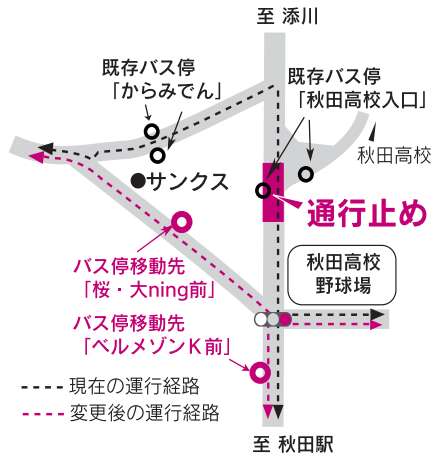 至 添川
既存バス停
「からみでん」
既存バス停
「秋田高校入口」
秋田高校
サンクス
通行止め
バス停移動先
「桜・大ning前」
秋田高校
野球場
バス停移動先
「ベルメゾンK前」
現在の運行経路
変更後の運行経路
至 秋田駅